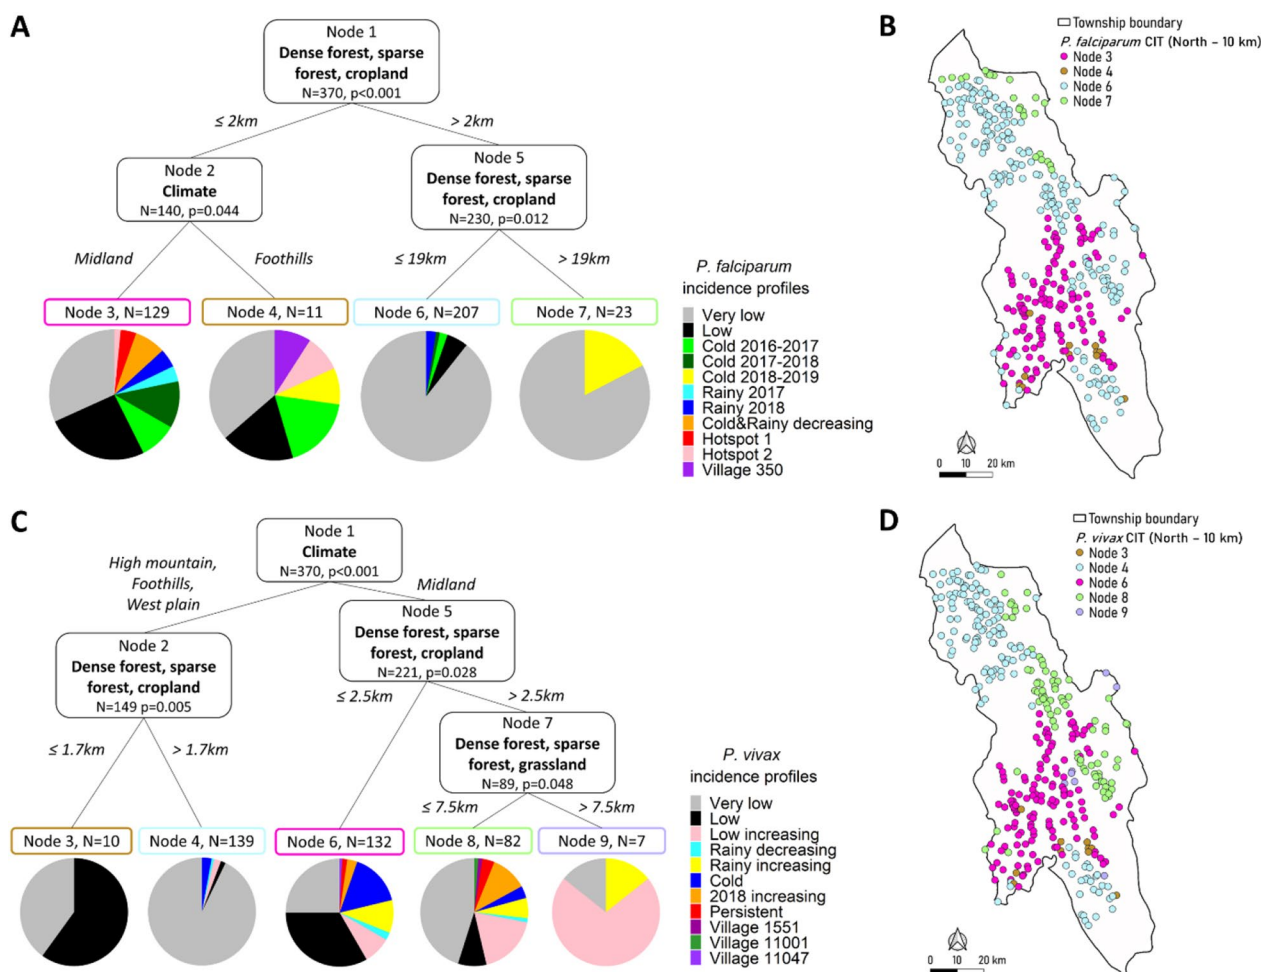 A
Node 1
Dense forest, sparse
forest, cropland
N=370, p<0.001
≤ 2km
> 2km
Node 2
Climate
N=140, p=0.044
Node 5
Dense forest, sparse
forest, cropland
N=230, p=0.012
Midland
Foothills
≤ 19km
> 19km
Node 3, N=129
Node 4, N=11
Node 6, N=207
Node 7, N=23
P. falciparum
incidence profiles
Very low
Low
Cold 2016-2017
Cold 2017-2018
Cold 2018-2019
Rainy 2017
Rainy 2018
Cold&Rainy decreasing
Hotspot 1
Hotspot 2
Village 350
B
Township boundary
P. falciparum CIT (North – 10 km)
Node 3
Node 4
Node 6
Node 7
0 10 20 km
C
Node 1
Climate
N=370, p<0.001
High mountain,
Foothills,
West plain
Midland
Node 2
Dense forest, sparse
forest, cropland
N=149 p=0.005
Node 5
Dense forest, sparse
forest, cropland
N=221, p=0.028
≤ 1.7km
> 1.7km
≤ 2.5km
> 2.5km
Node 7
Dense forest, sparse
forest, grassland
N=89, p=0.048
≤ 7.5km
> 7.5km
Node 3, N=10
Node 4, N=139
Node 6, N=132
Node 8, N=82
Node 9, N=7
P. vivax
incidence profiles
Very low
Low
Low increasing
Rainy decreasing
Rainy increasing
Cold
2018 increasing
Persistent
Village 1551
Village 11001
Village 11047
D
Township boundary
P. vivax CIT (North – 10 km)
Node 3
Node 4
Node 6
Node 8
Node 9
0 10 20 km